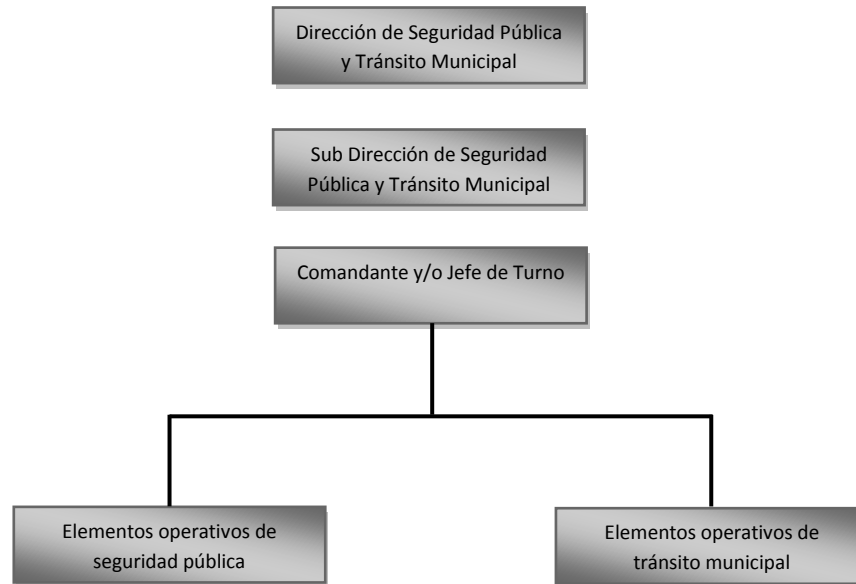 Dirección de Seguridad Pública
y Tránsito Municipal
Sub Dirección de Seguridad
Pública y Tránsito Municipal
Comandante y/o Jefe de Turno
Elementos operativos de
seguridad pública
Elementos operativos de
tránsito municipal